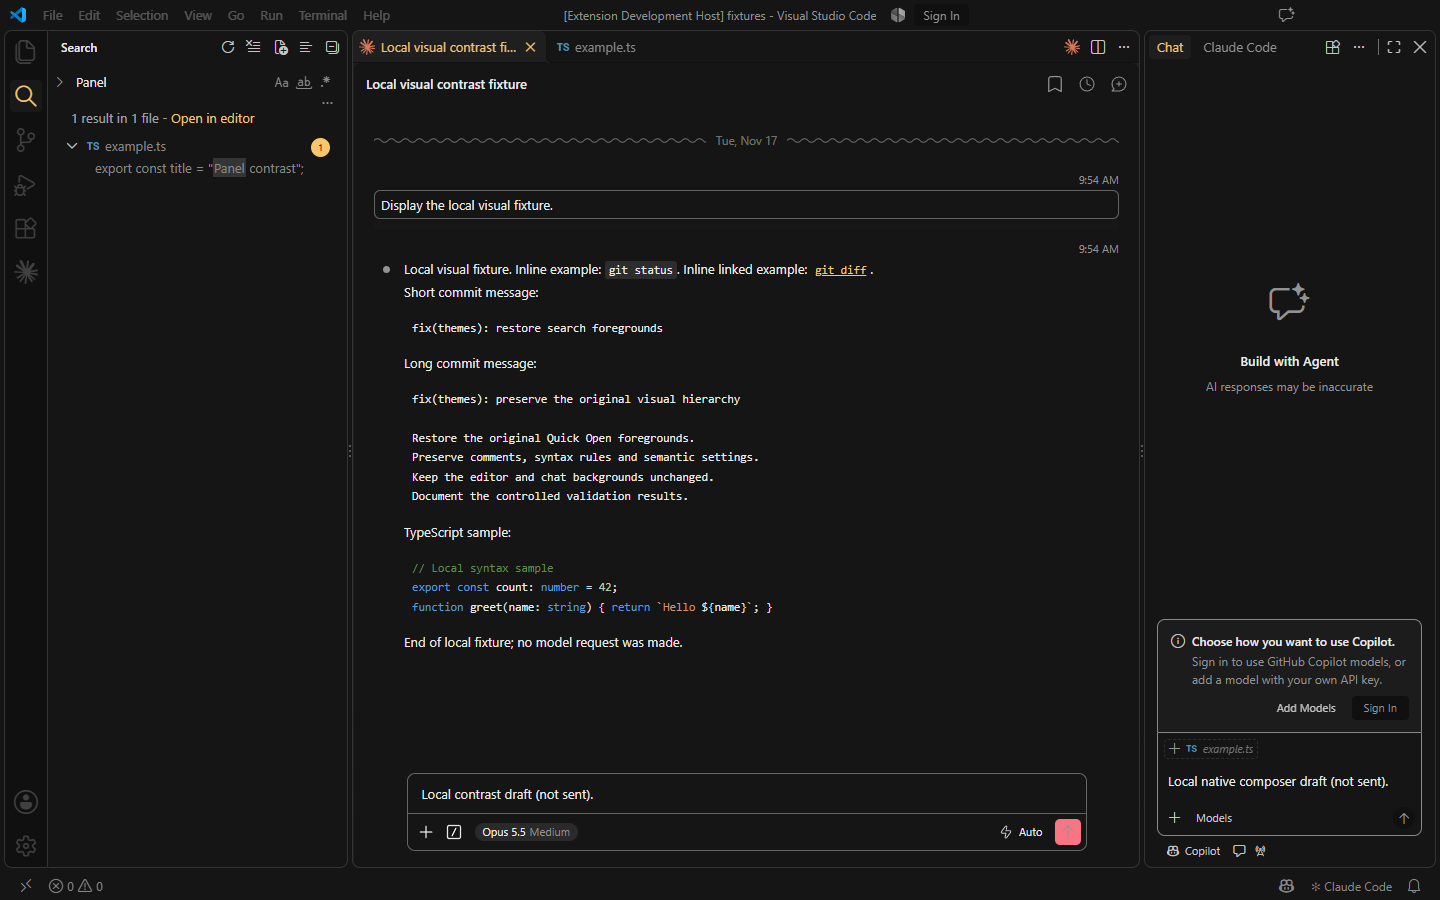 File Edit Selection View Go Run Terminal Help
[Extension Development Host] fixtures - Visual Studio Code
Sign In
Search
Panel
Aa ab .*
1 result in 1 file - Open in editor
TS example.ts
1
export const title = "Panel contrast";
Local visual contrast fi...
TS example.ts
Local visual contrast fixture
Tue, Nov 17
9:54 AM
Display the local visual fixture.
9:54 AM
Local visual fixture. Inline example: git status. Inline linked example: git diff.
Short commit message:
fix(themes): restore search foregrounds
Long commit message:
fix(themes): preserve the original visual hierarchy
Restore the original Quick Open foregrounds.
Preserve comments, syntax rules and semantic settings.
Keep the editor and chat backgrounds unchanged.
Document the controlled validation results.
TypeScript sample:
// Local syntax sample
export const count: number = 42;
function greet(name: string) { return `Hello ${name}`; }
End of local fixture; no model request was made.
Local contrast draft (not sent).
Opus 5.5 Medium
Auto
Chat Claude Code
Build with Agent
AI responses may be inaccurate
Choose how you want to use Copilot.
Sign in to use GitHub Copilot models, or
add a model with your own API key.
Add Models Sign In
TS example.ts
Local native composer draft (not sent).
Models
Copilot
0 0
Claude Code